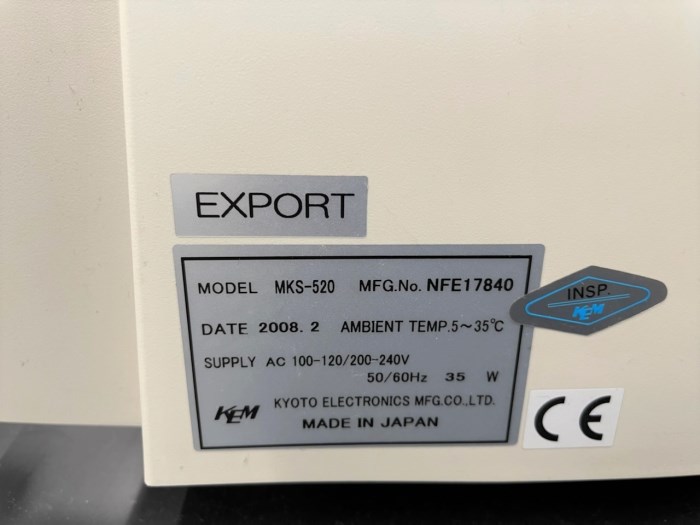 EXPORT
MODEL MKS-520 MFG.No. NFE17840
DATE 2008. 2 AMBIENT TEMP.5～35℃
SUPPLY AC 100-120/200-240V
50/60Hz 35 W
KEM KYOTO ELECTRONICS MFG.CO.,LTD.
MADE IN JAPAN
INSP.
KEM
CE